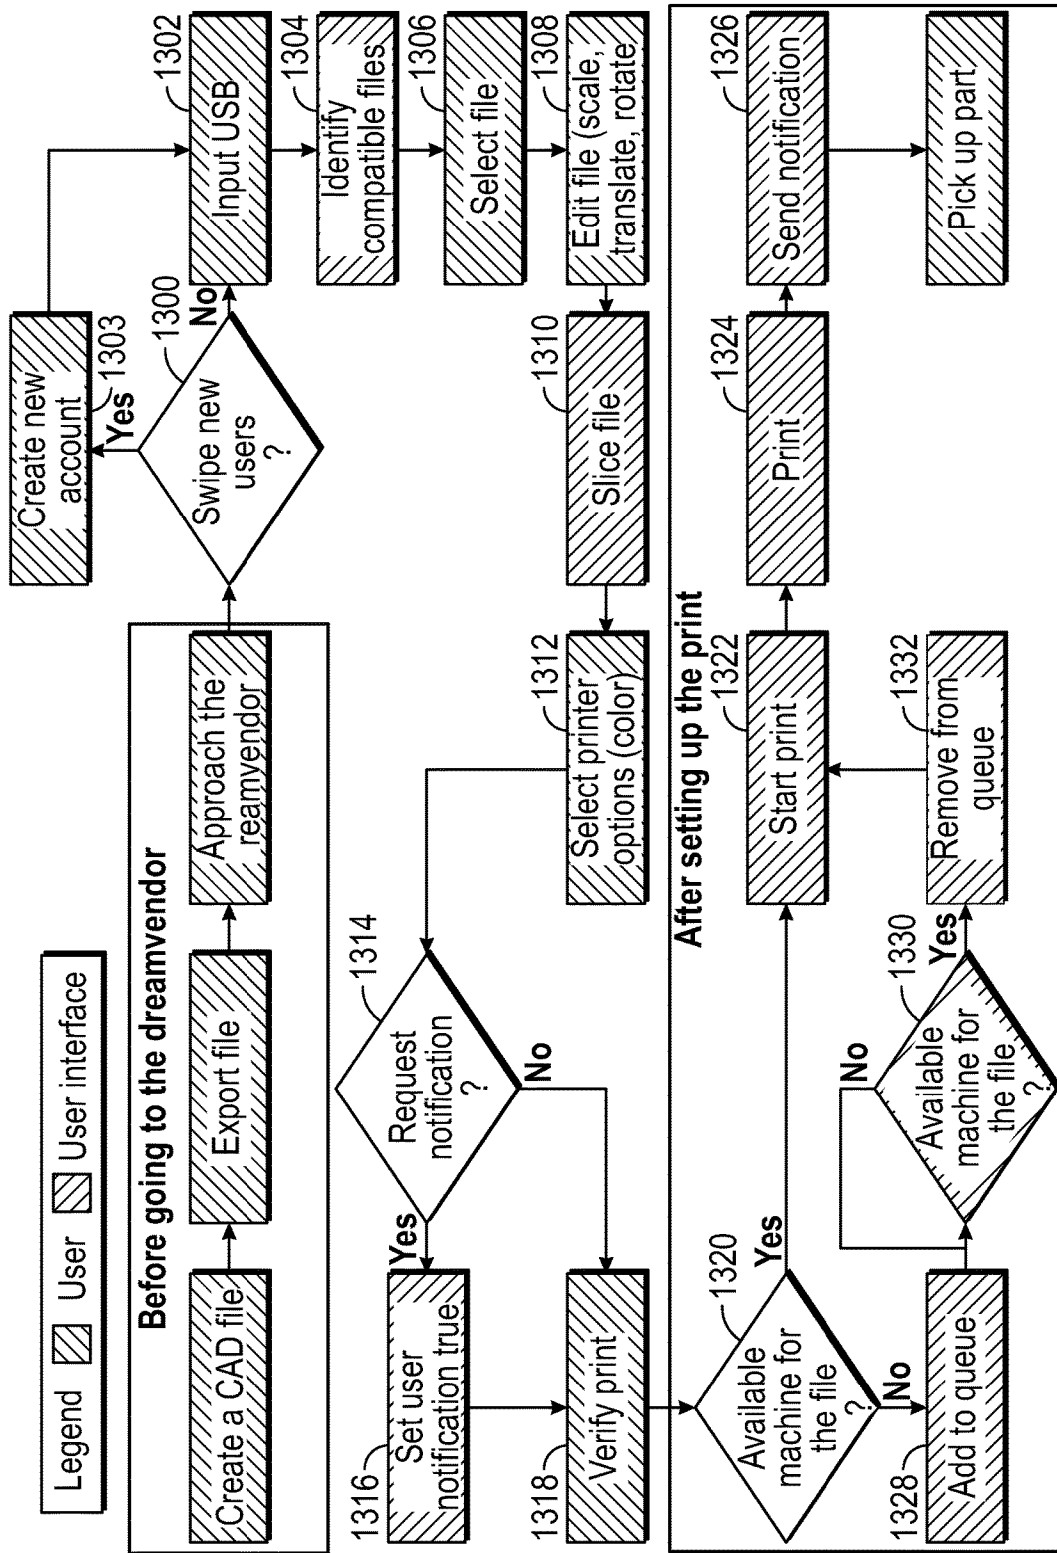 Legend
User
User interface
Before going to the dreamvendor
Create a CAD file
Export file
Approach the
reamvendor
Swipe new
users
?
1300
Yes
No
Create new
account
1303
Input USB
1302
Identify
compatible files
1304
Select file
1306
Edit file (scale,
translate, rotate)
1308
Slice file
1310
Select printer
options (color)
1312
Request
notification
?
1314
Yes
No
Set user
notification true
1316
Verify print
1318
After setting up the print
Available
machine for
the file
?
1320
Yes
No
Add to queue
1328
Available
machine for
the file
?
1330
No
Yes
Remove from
queue
1332
Start print
1322
Print
1324
Send notification
1326
Pick up part